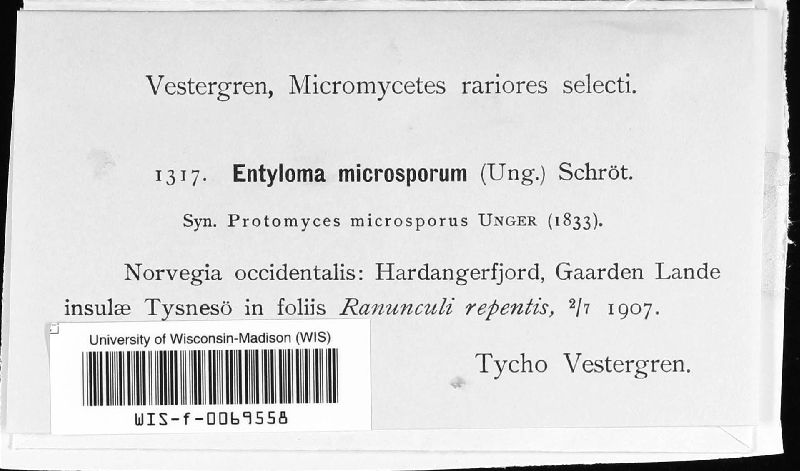 Vestergren, Micromycetes rariores selecti.
1317. Entyloma microsporum (Ung.) Schröt.
Syn. Protomyces microsporus UNGER (1833).
Norvegia occidentalis: Hardangerfjord, Gaarden Lande
insulæ Tysnesö in foliis Ranunculi repentis, 2/7 1907.
Tycho Vestergren.
University of Wisconsin-Madison (WIS)
WIS-f-0069558